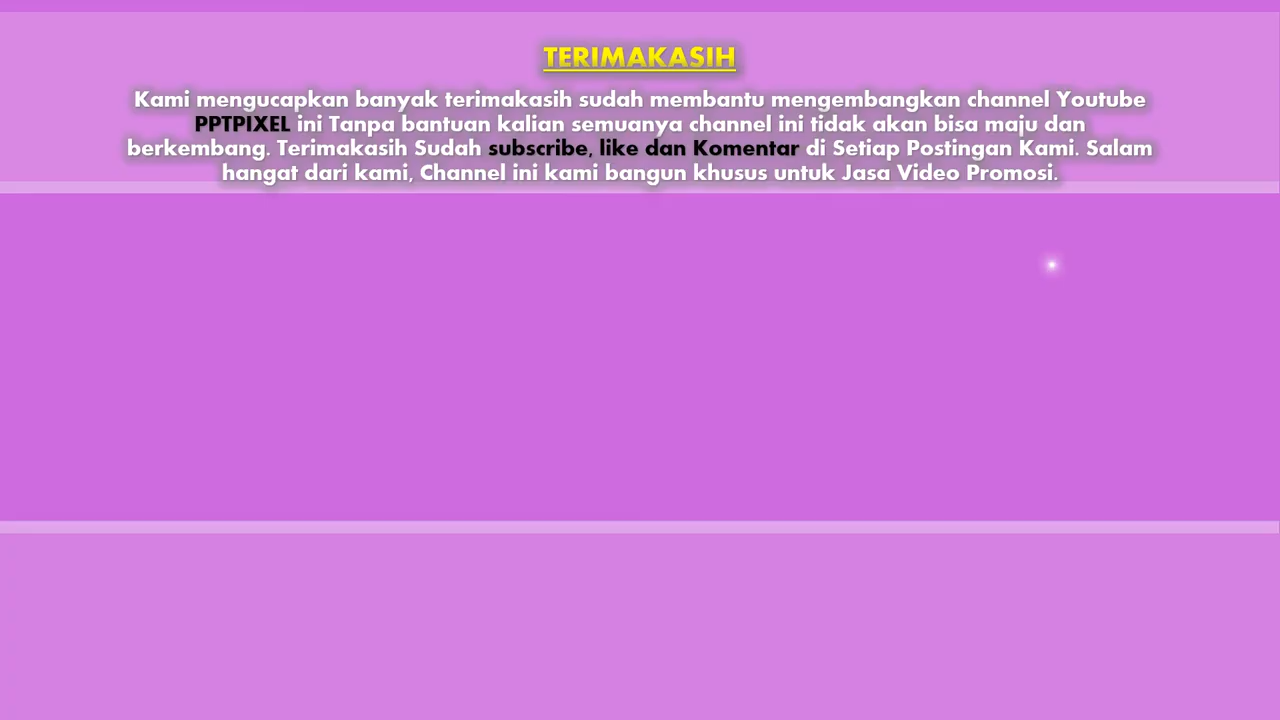 TERIMAKASIH
Kami mengucapkan banyak terimakasih sudah membantu mengembangkan channel Youtube
PPTPIXEL ini Tanpa bantuan kalian semuanya channel ini tidak akan bisa maju dan
berkembang. Terimakasih Sudah subscribe, like dan Komentar di Setiap Postingan Kami. Salam
hangat dari kami, Channel ini kami bangun khusus untuk Jasa Video Promosi.